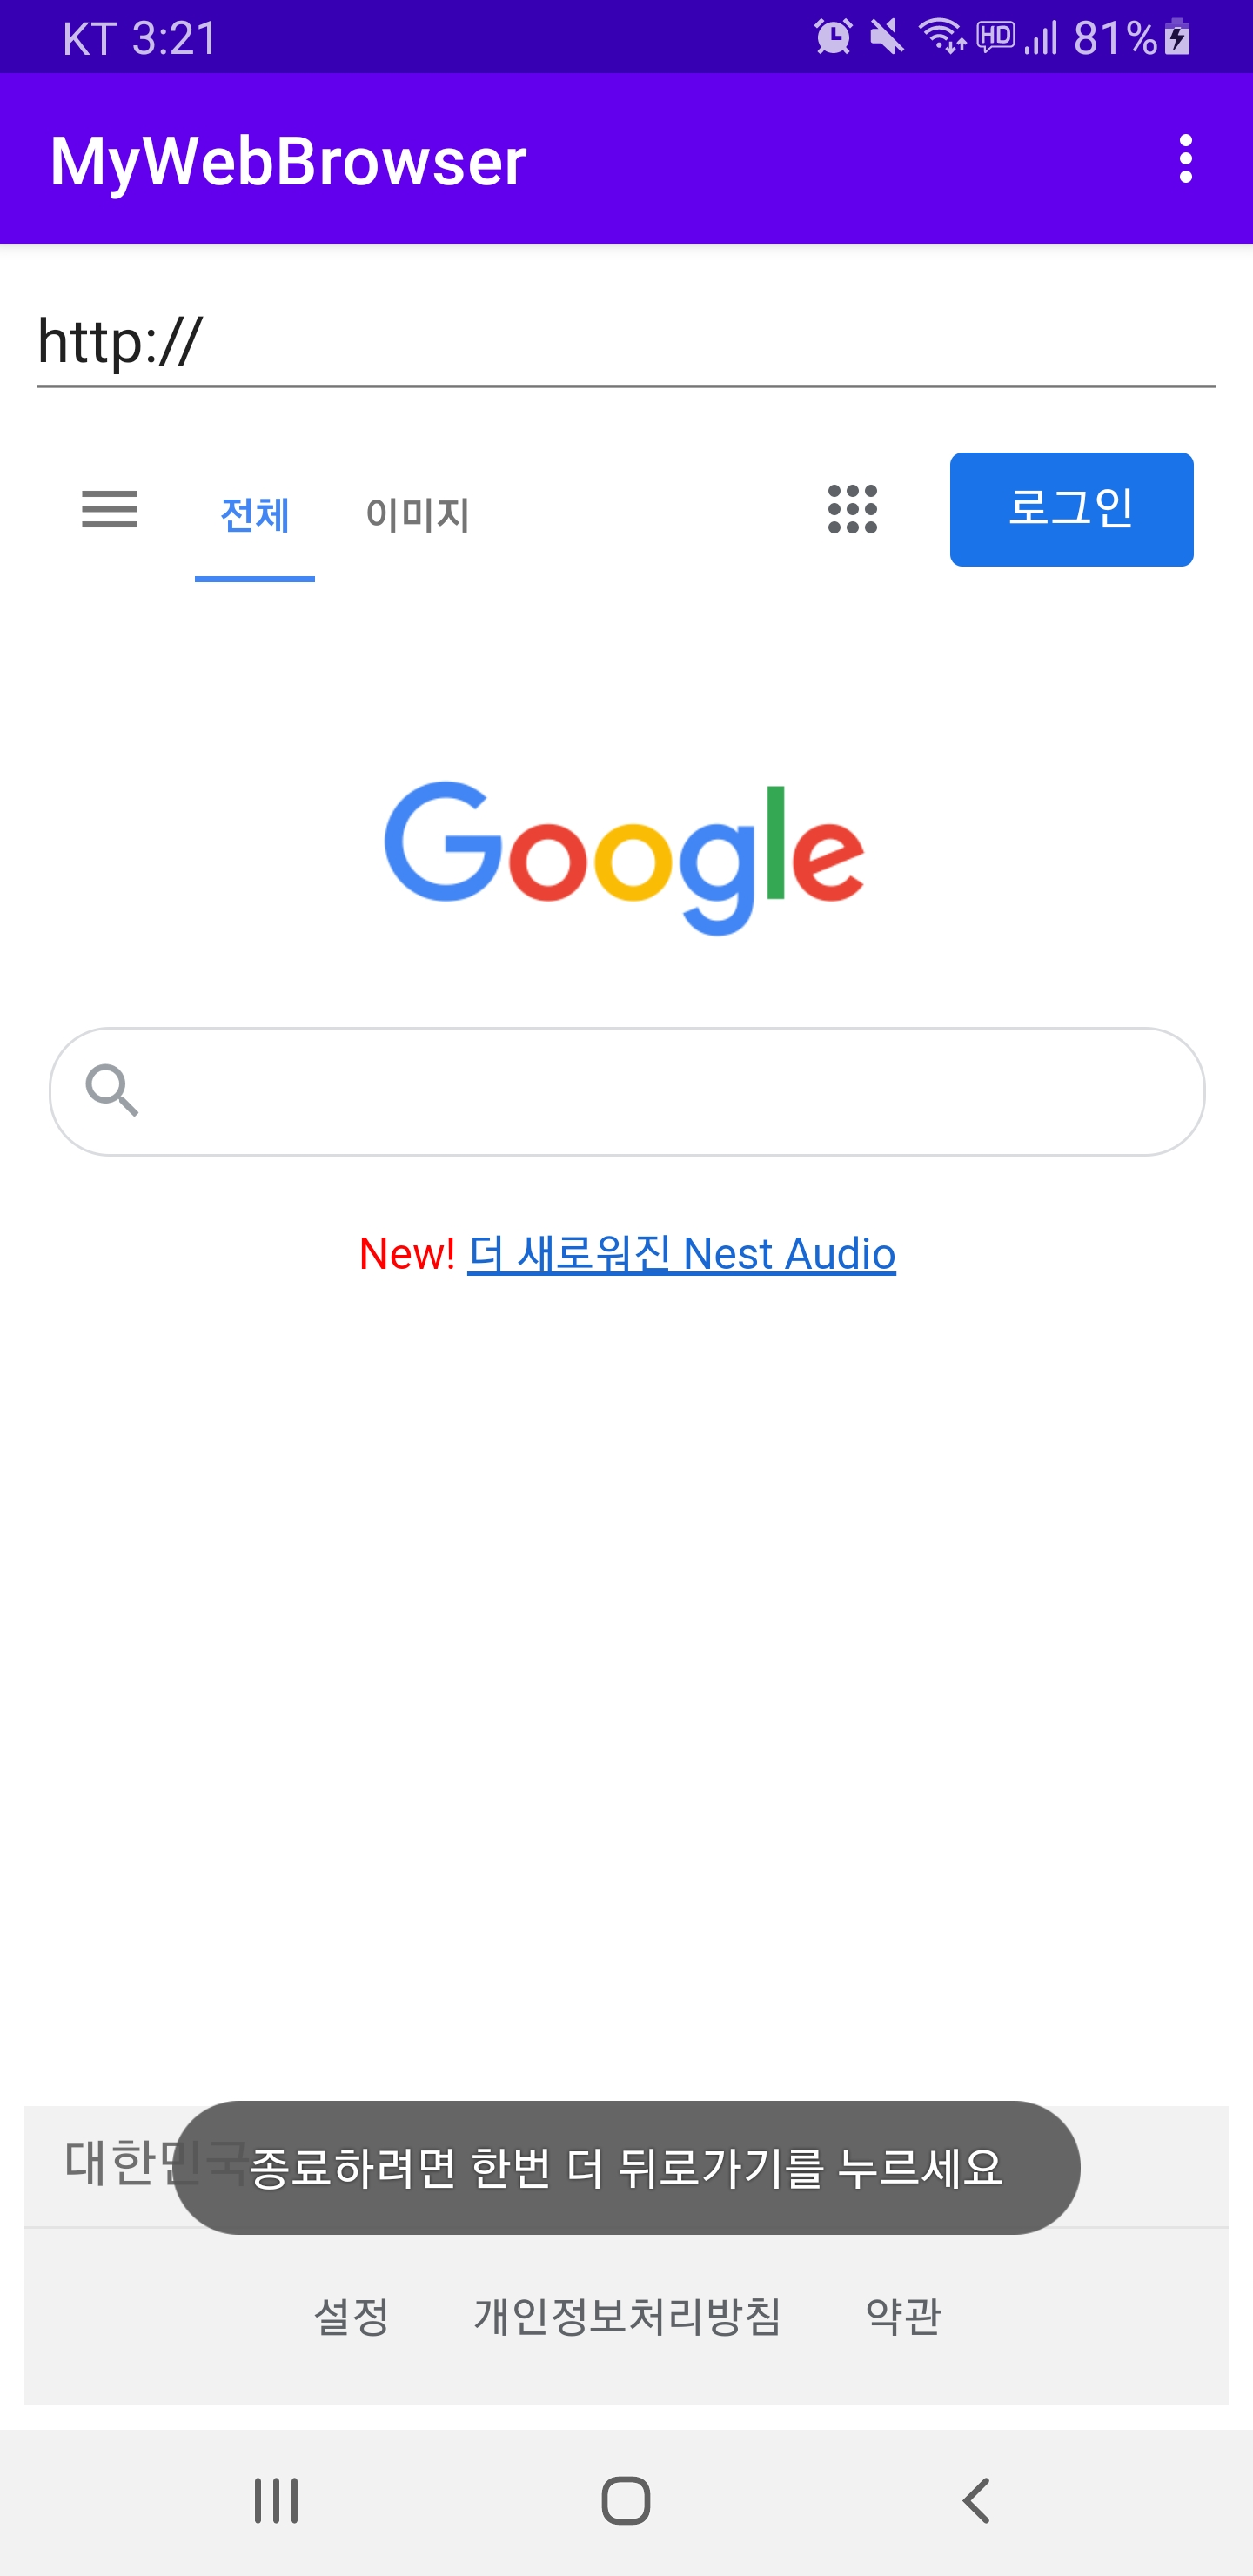 KT 3:21 HD 81%
MyWebBrowser
http://
전체 이미지 로그인
Google
New! 더 새로워진 Nest Audio
대한민국
종료하려면 한번 더 뒤로가기를 누르세요
설정 개인정보처리방침 약관